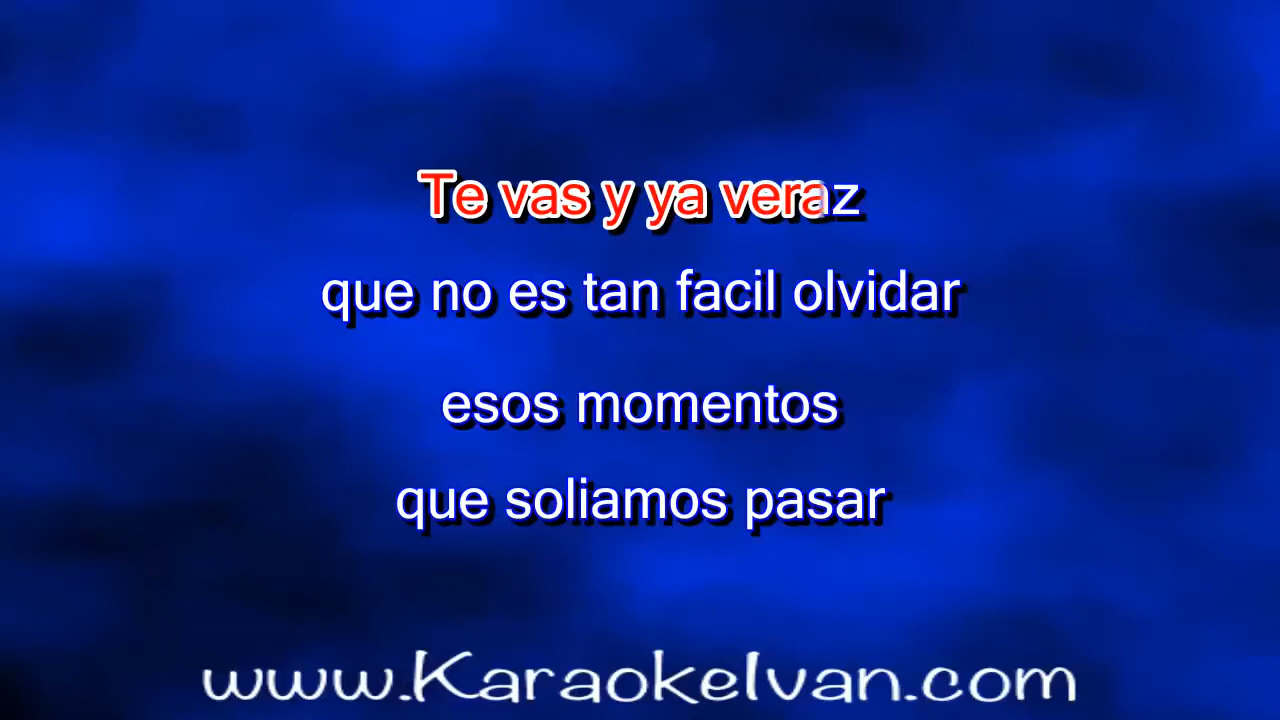 Te vas y ya veraz
que no es tan facil olvidar
esos momentos
que soliamos pasar
www.KaraokeIvan.com